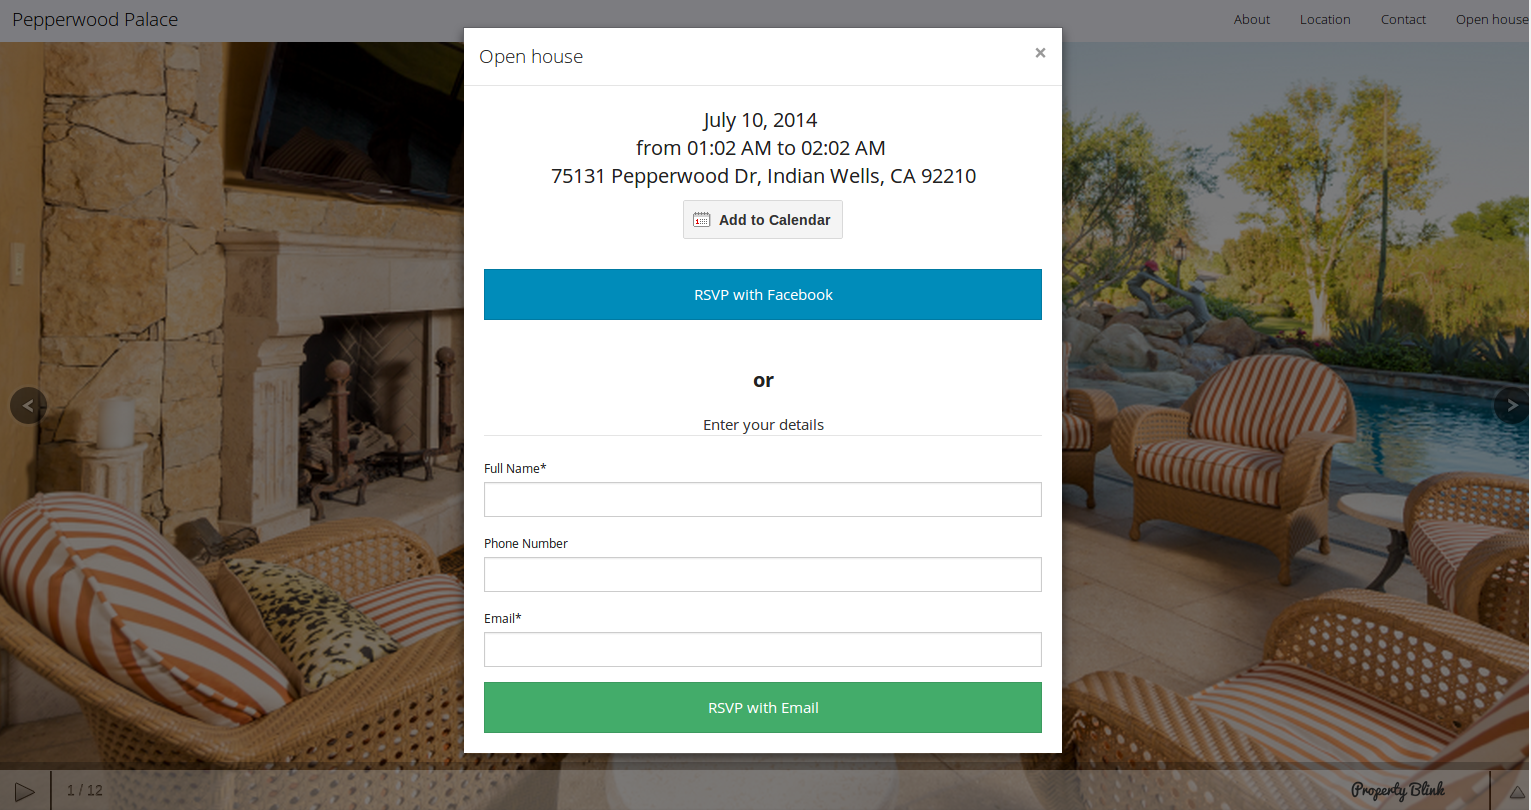 Pepperwood Palace
About Location Contact Open house
Open house ×
July 10, 2014
from 01:02 AM to 02:02 AM
75131 Pepperwood Dr, Indian Wells, CA 92210
Add to Calendar
RSVP with Facebook
or
Enter your details
Full Name*
Phone Number
Email*
RSVP with Email
1 / 12
Property Blink